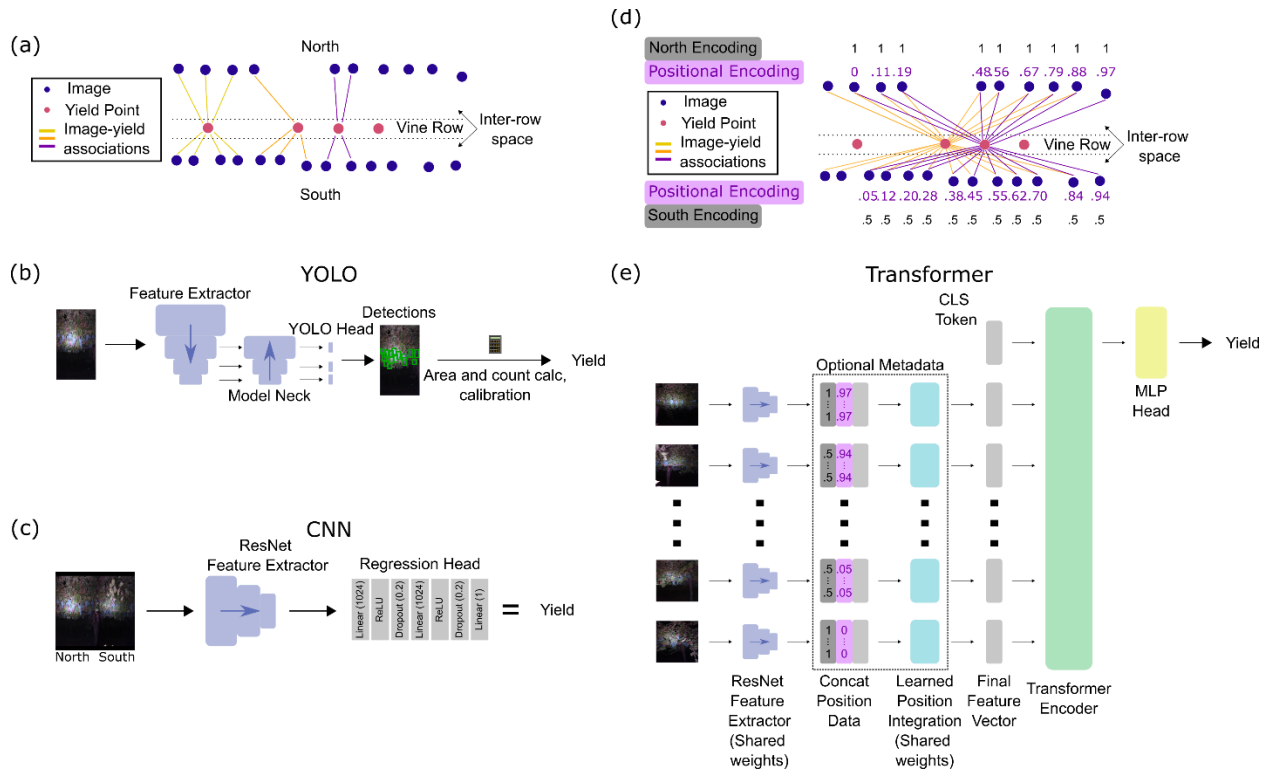 (a)
North
Image
Yield Point
Image-yield
associations
Vine Row
Inter-row
space
South
(b)
YOLO
Feature Extractor
YOLO Head
Detections
Model Neck
Area and count calc,
calibration
Yield
(c)
CNN
ResNet
Feature Extractor
Regression Head
Linear (1024)
ReLU
Dropout (0.2)
Linear (1024)
ReLU
Dropout (0.2)
Linear (1)
=
Yield
North South
(d)
North Encoding 1 1 1 1 1 1 1 1 1
Positional Encoding 0 .11 .19 .48 .56 .67 .79 .88 .97
Image
Yield Point
Image-yield
associations
Vine Row
Inter-row
space
Positional Encoding .05 .12 .20 .28 .38 .45 .55 .62 .70 .84 .94
South Encoding .5 .5 .5 .5 .5 .5 .5 .5 .5 .5 .5
(e)
Transformer
CLS
Token
Optional Metadata
MLP
Head
Yield
1 .97
1 .97
.5 .94
.5 .94
.5 .05
.5 .05
1 0
1 0
ResNet
Feature
Extractor
(Shared
weights)
Concat
Position
Data
Learned
Position
Integration
(Shared
weights)
Final
Feature
Vector
Transformer
Encoder